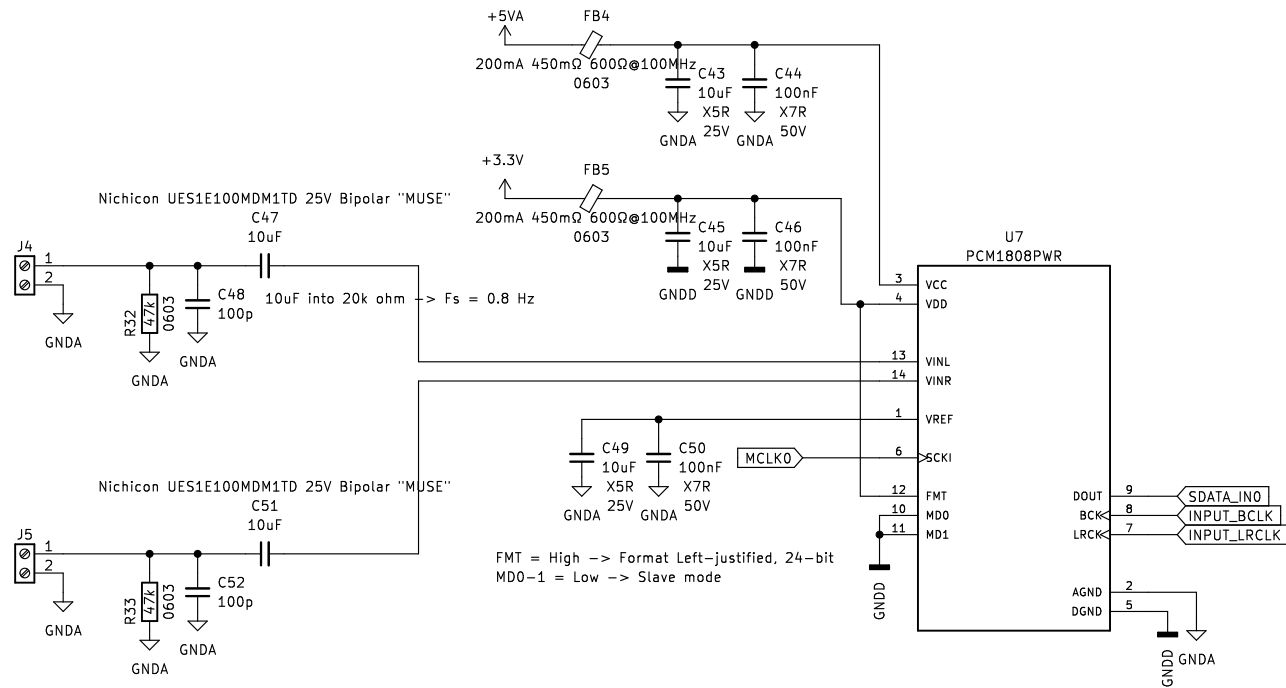 +5VA
FB4
200mA 450mΩ 600Ω@100MHz
0603
C43
10uF
X5R
25V
GNDA
C44
100nF
X7R
50V
GNDA
+3.3V
FB5
200mA 450mΩ 600Ω@100MHz
0603
C45
10uF
X5R
25V
GNDD
C46
100nF
X7R
50V
GNDD
Nichicon UES1E100MDM1TD 25V Bipolar "MUSE"
C47
10uF
J4
1
2
GNDA
R32
47k
0603
GNDA
C48
100p
GNDA
10uF into 20k ohm -> Fs = 0.8 Hz
U7
PCM1808PWR
3 VCC
4 VDD
13 VINL
14 VINR
1 VREF
6 SCKI
12 FMT
10 MD0
11 MD1
DOUT 9
BCK 8
LRCK 7
AGND 2
DGND 5
SDATA_IN0
INPUT_BCLK
INPUT_LRCLK
GNDD
GNDA
C49
10uF
X5R
25V
GNDA
C50
100nF
X7R
50V
GNDA
MCLK0
GNDD
FMT = High -> Format Left-justified, 24-bit
MD0-1 = Low -> Slave mode
Nichicon UES1E100MDM1TD 25V Bipolar "MUSE"
C51
10uF
J5
1
2
GNDA
R33
47k
0603
GNDA
C52
100p
GNDA